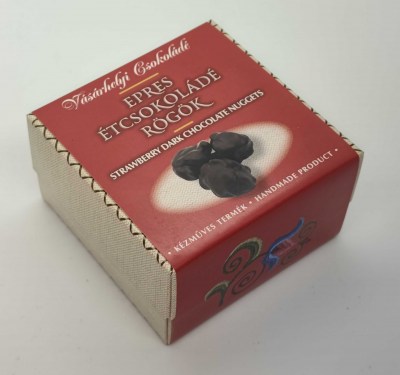 Vásárhelyi Csokoládé
EPRES
ÉTCSOKOLÁDÉ
RÖGÖK
STRAWBERRY DARK CHOCOLATE NUGGETS
• KÉZMŰVES TERMÉK • HANDMADE PRODUCT •